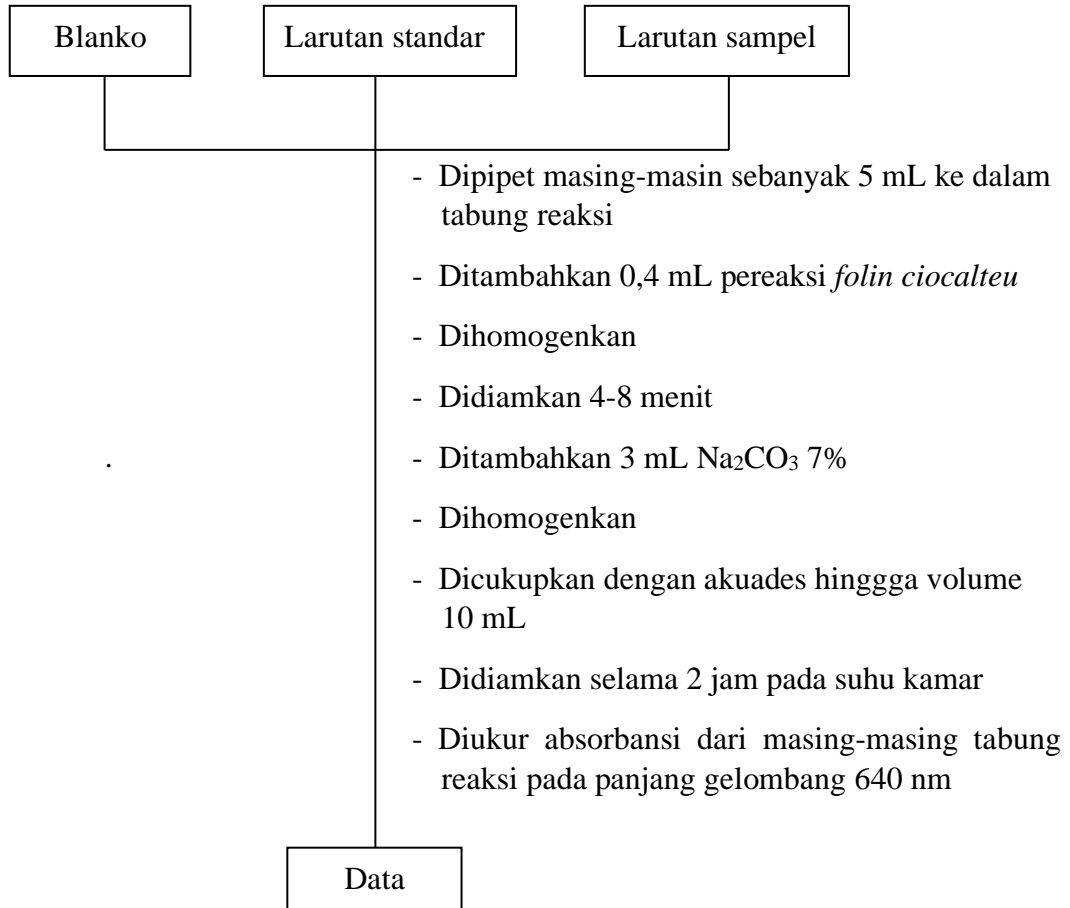 Blanko
Larutan standar
Larutan sampel
- Dipipet masing-masin sebanyak 5 mL ke dalam
tabung reaksi
- Ditambahkan 0,4 mL pereaksi folin ciocalteu
- Dihomogenkan
- Didiamkan 4-8 menit
.
- Ditambahkan 3 mL Na₂CO₃ 7%
- Dihomogenkan
- Dicukupkan dengan akuades hinggga volume
10 mL
- Didiamkan selama 2 jam pada suhu kamar
- Diukur absorbansi dari masing-masing tabung
reaksi pada panjang gelombang 640 nm
Data